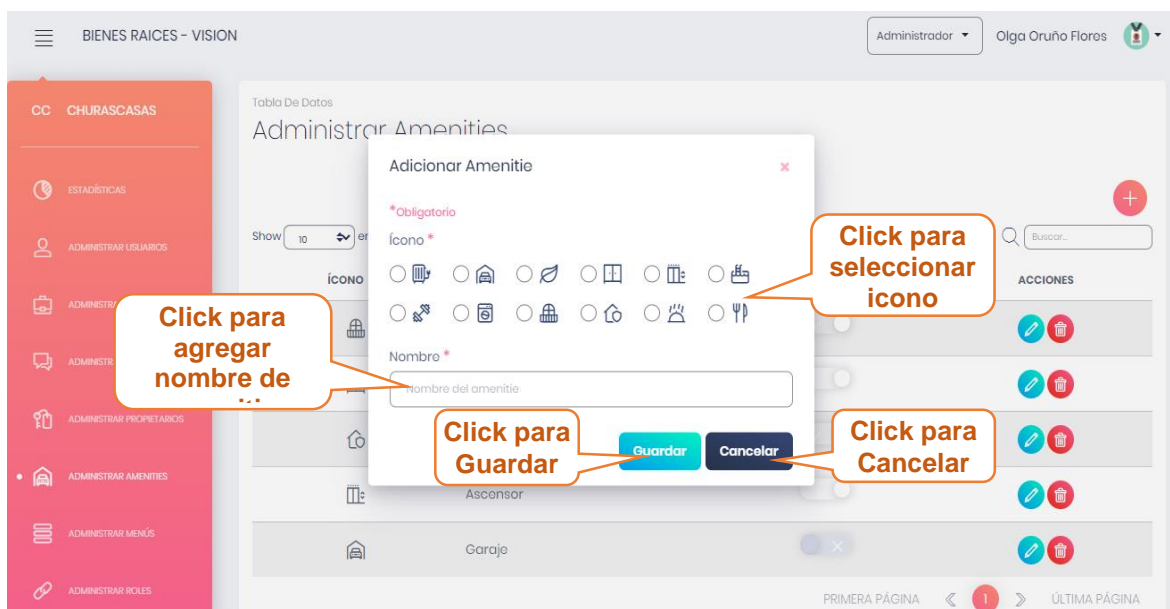 BIENES RAICES - VISION
Administrador
Olga Oruño Flores
CC CHURASCASAS
Tabla De Datos
Administrar Amenities
Adicionar Amenitie
*Obligatorio
ESTADÍSTICAS
Show 10
Ícono *
Click para
seleccionar
icono
Buscar...
ADMINISTRAR USUARIOS
ÍCONO
ACCIONES
Click para
agregar
nombre de
Nombre *
Nombre del amenitie
ADMINISTRAR PROPIETARIOS
Click para
Guardar
Guardar
Cancelar
Click para
Cancelar
ADMINISTRAR AMENITIES
Ascensor
ADMINISTRAR MENÚS
Garaje
ADMINISTRAR ROLES
PRIMERA PÁGINA « 1 » ÚLTIMA PÁGINA